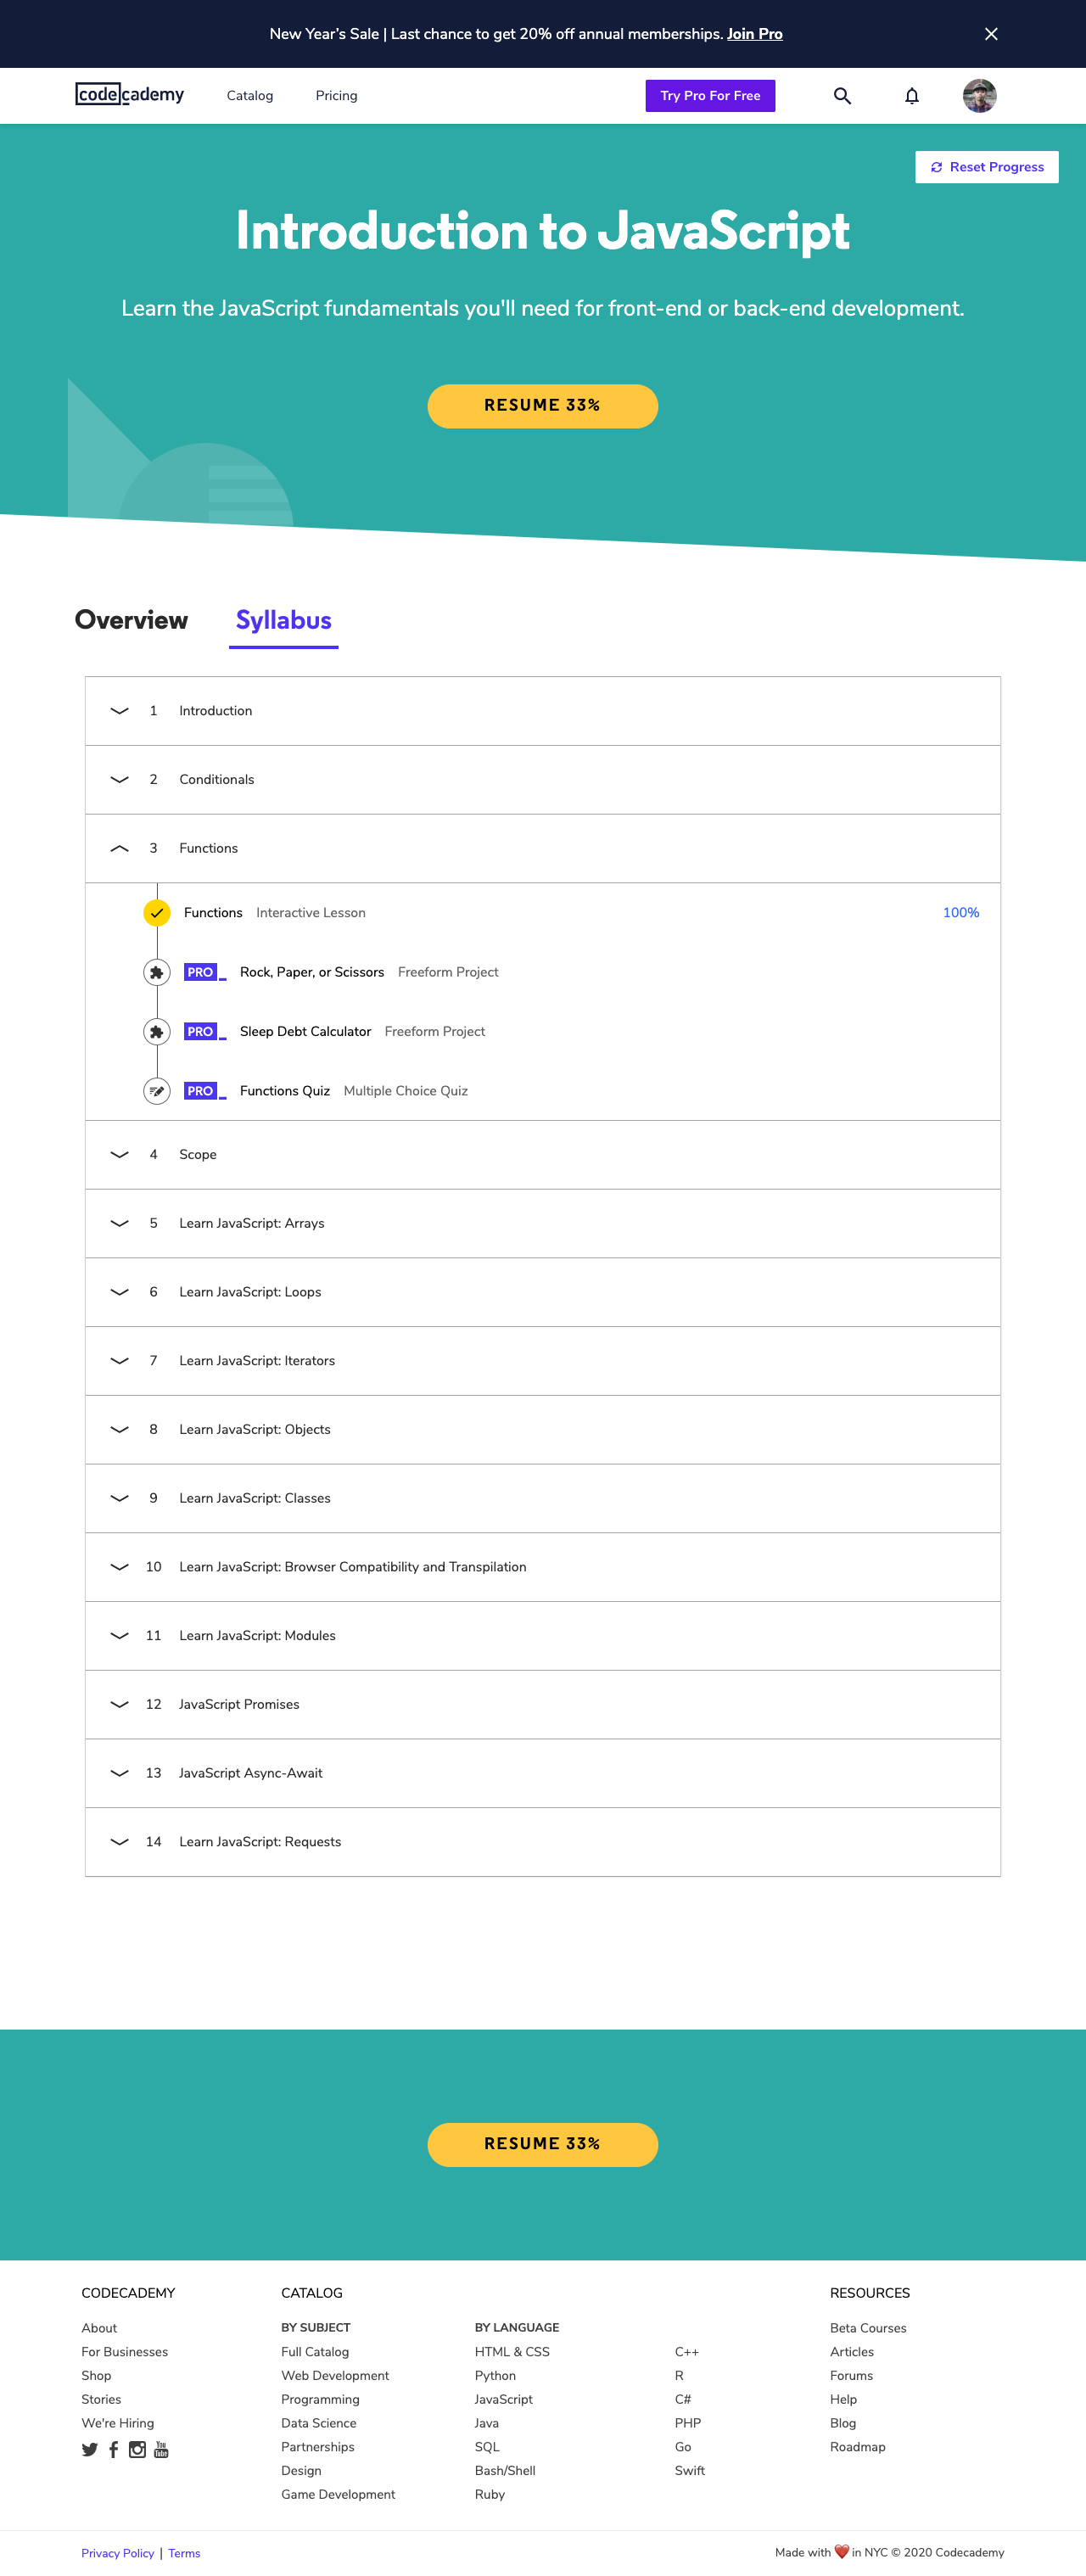 New Year's Sale | Last chance to get 20% off annual memberships. Join Pro
codecademy Catalog Pricing Try Pro For Free
Reset Progress
Introduction to JavaScript
Learn the JavaScript fundamentals you'll need for front-end or back-end development.
RESUME 33%
Overview Syllabus
1 Introduction
2 Conditionals
3 Functions
Functions Interactive Lesson 100%
PRO Rock, Paper, or Scissors Freeform Project
PRO Sleep Debt Calculator Freeform Project
PRO Functions Quiz Multiple Choice Quiz
4 Scope
5 Learn JavaScript: Arrays
6 Learn JavaScript: Loops
7 Learn JavaScript: Iterators
8 Learn JavaScript: Objects
9 Learn JavaScript: Classes
10 Learn JavaScript: Browser Compatibility and Transpilation
11 Learn JavaScript: Modules
12 JavaScript Promises
13 JavaScript Async-Await
14 Learn JavaScript: Requests
RESUME 33%
CODECADEMY
About
For Businesses
Shop
Stories
We're Hiring
You Tube
CATALOG
BY SUBJECT
Full Catalog
Web Development
Programming
Data Science
Partnerships
Design
Game Development
BY LANGUAGE
HTML & CSS
Python
JavaScript
Java
SQL
Bash/Shell
Ruby
C++
R
C#
PHP
Go
Swift
RESOURCES
Beta Courses
Articles
Forums
Help
Blog
Roadmap
Privacy Policy | Terms
Made with ❤️ in NYC © 2020 Codecademy